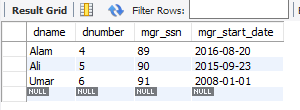 Result Grid Filter Rows:
dname dnumber mgr_ssn mgr_start_date
Alam 4 89 2016-08-20
Ali 5 90 2015-09-23
Umar 6 91 2008-01-01
NULL NULL NULL NULL